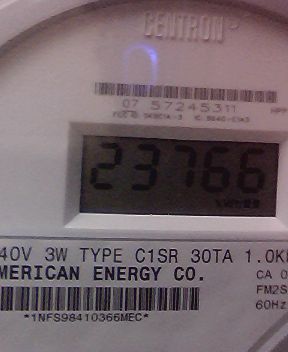 CENTRON
07 57245311
23766
40V 3W TYPE C1SR 30TA 1.0K
MERICAN ENERGY CO.
CA 0
FM2S
60Hz
*1NFS98410366MEC*